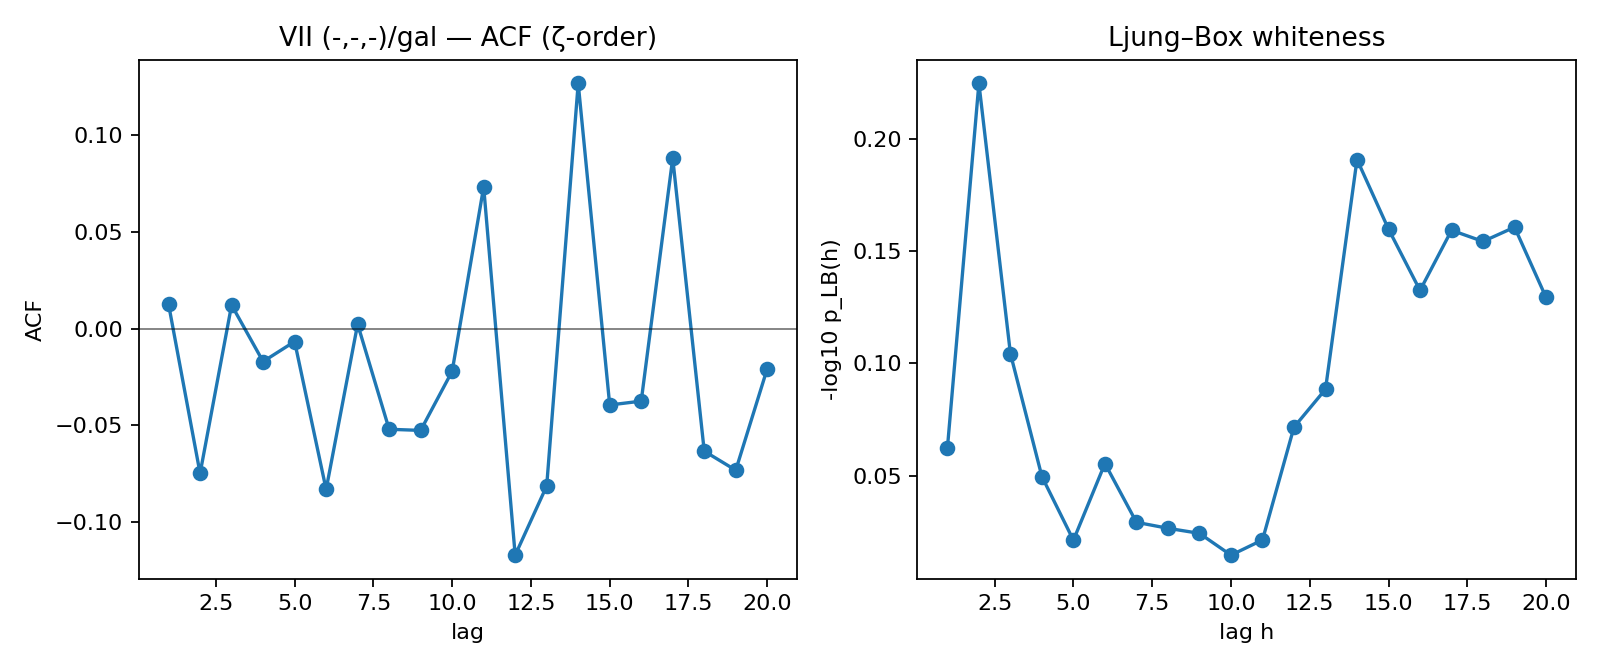 VII (-,-,-)/gal — ACF (ζ-order)
ACF
0.10
0.05
0.00
−0.05
−0.10
2.5 5.0 7.5 10.0 12.5 15.0 17.5 20.0
lag
Ljung–Box whiteness
-log10 p_LB(h)
0.20
0.15
0.10
0.05
2.5 5.0 7.5 10.0 12.5 15.0 17.5 20.0
lag h